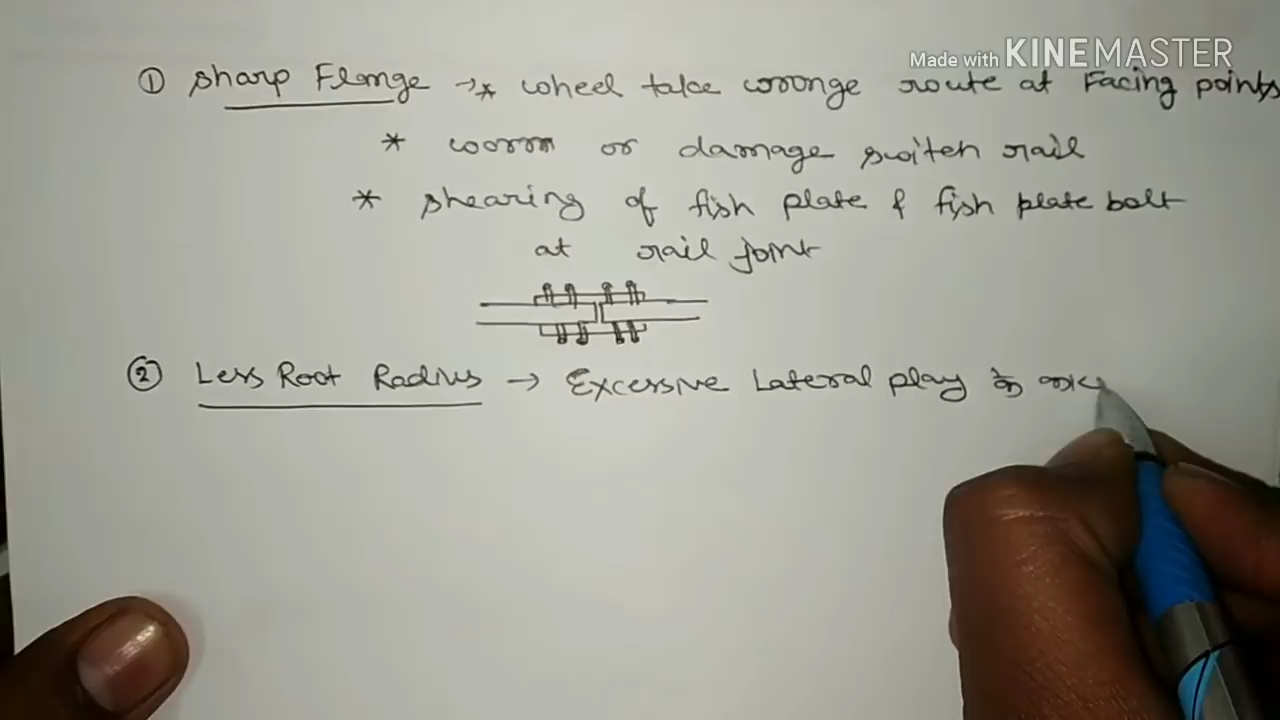 Made with KINEMASTER
① Sharp Flange → * wheel take wronge route at Facing points
* worm or damage switch rail
* shearing of fish plate & fish plate bolt
at rail joint
② Less Root Radius → Excessive Lateral play के